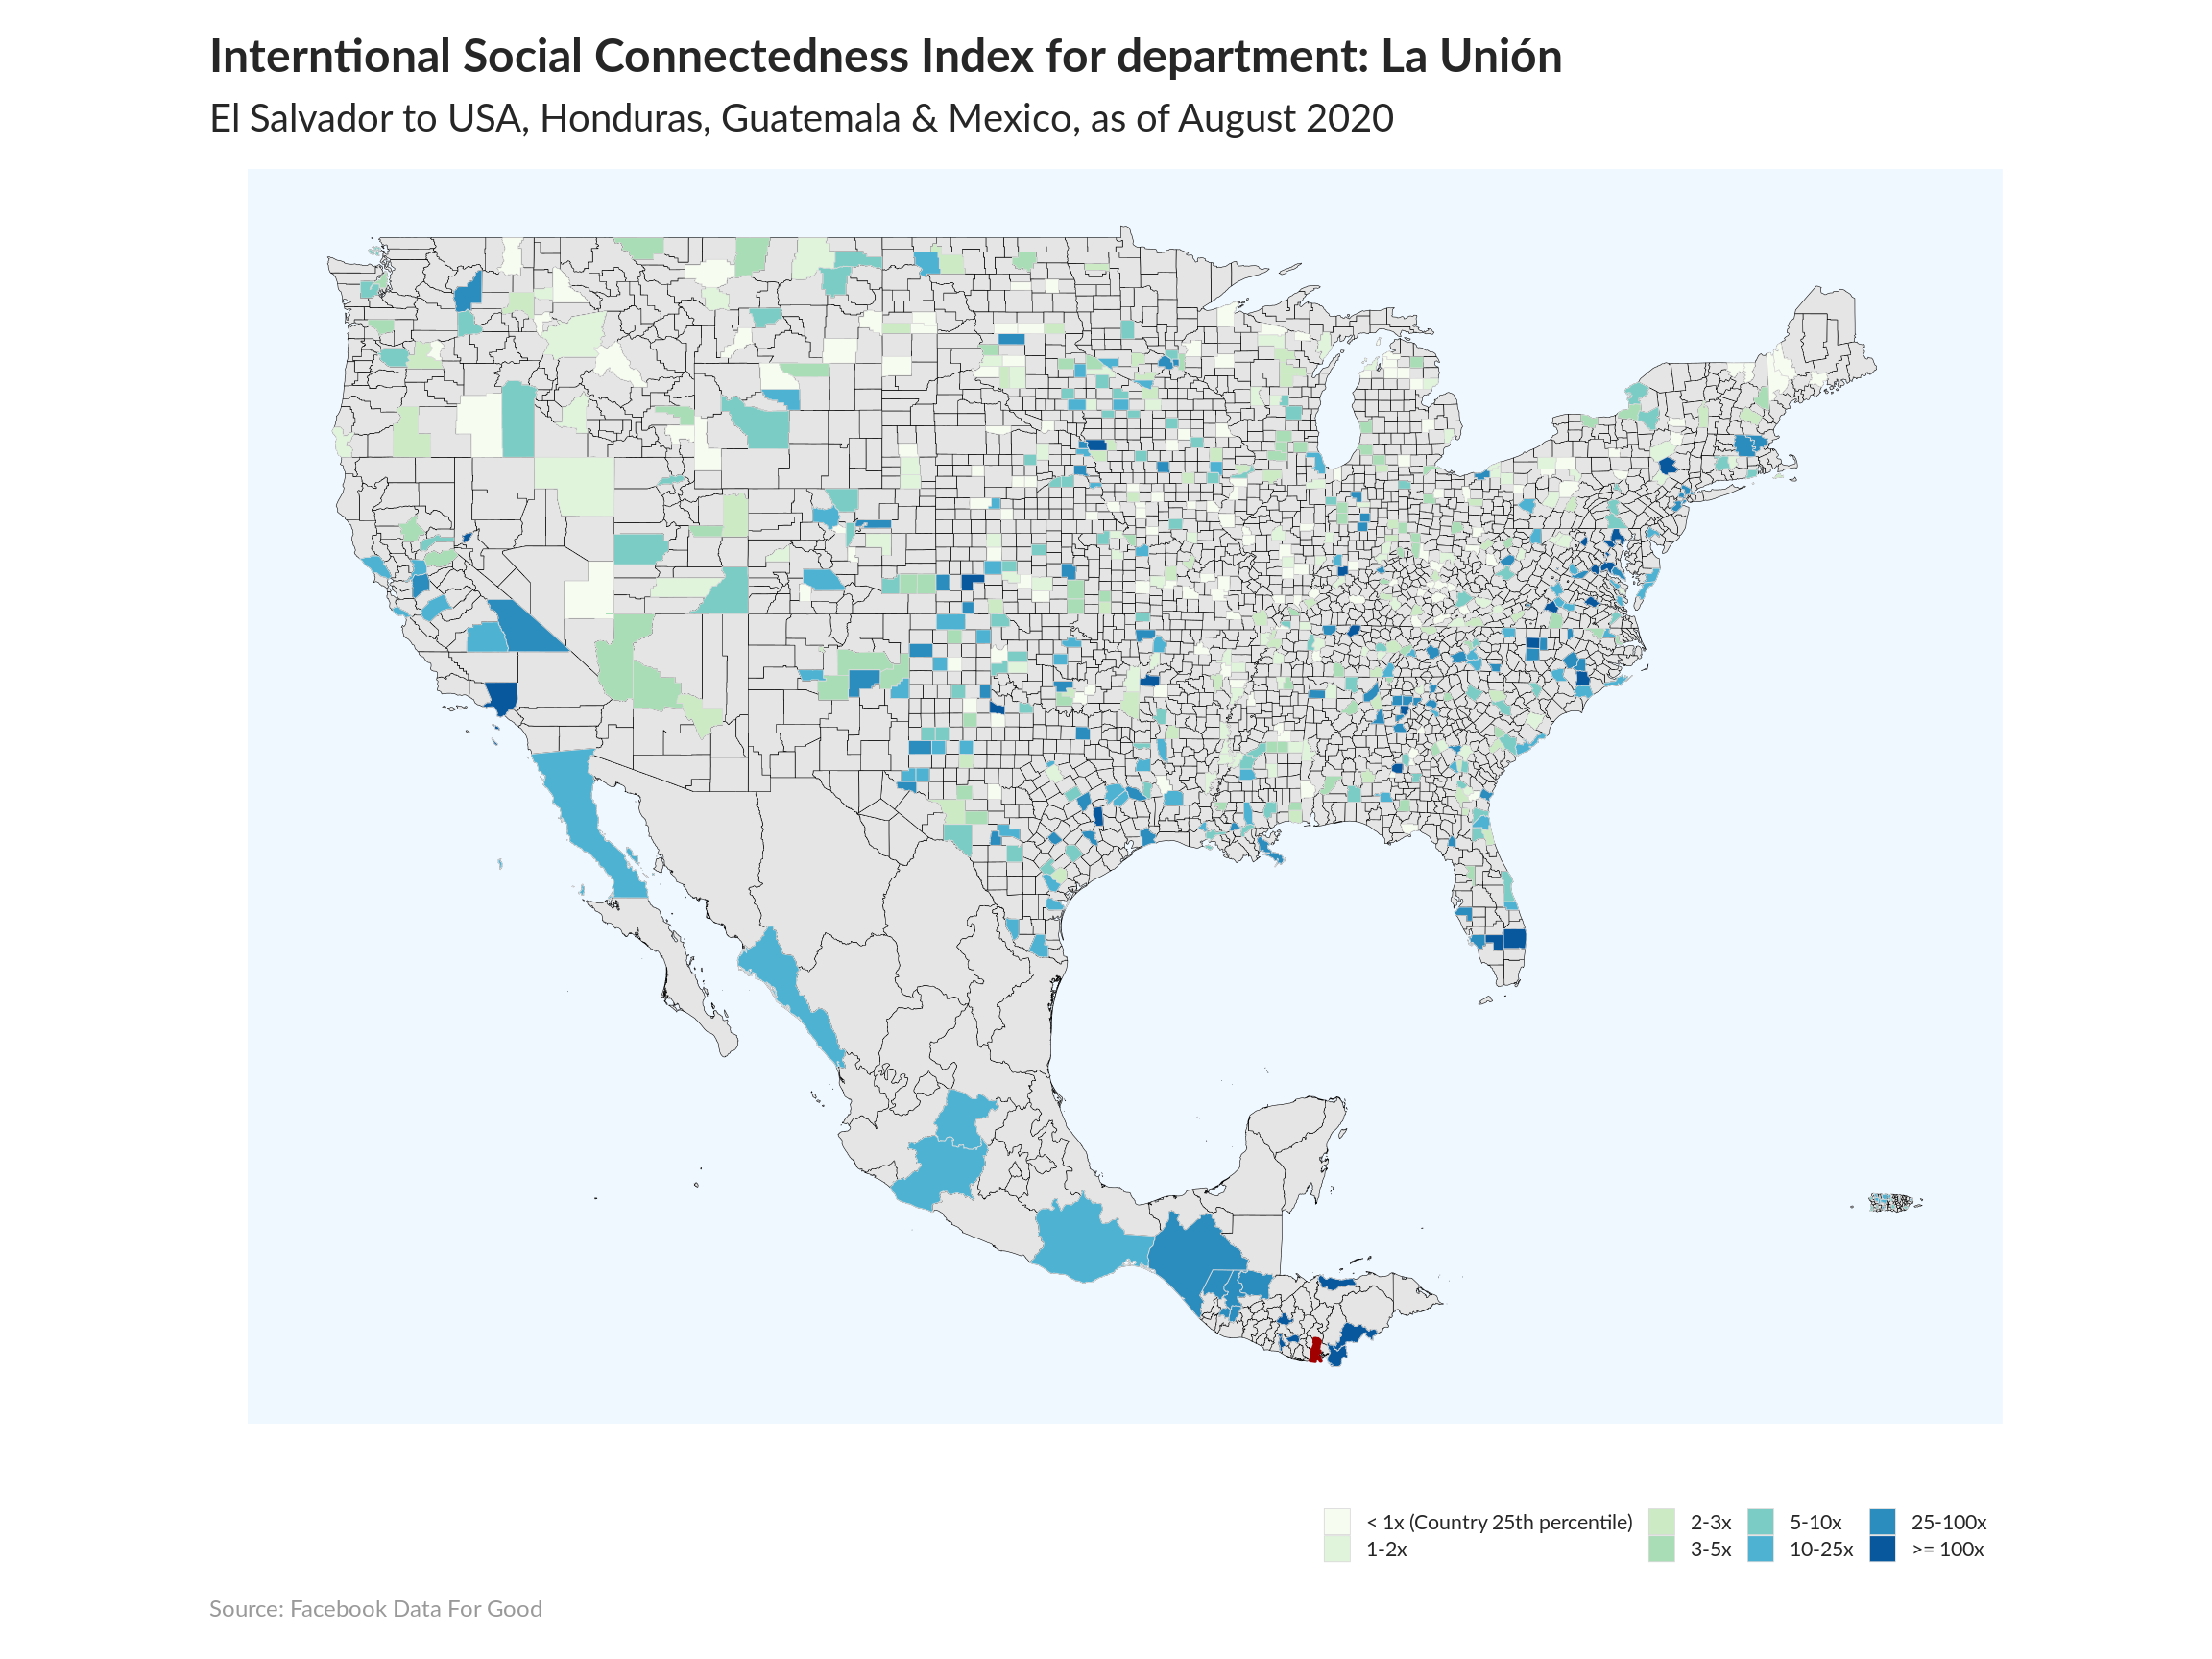 Interntional Social Connectedness Index for department: La Unión
El Salvador to USA, Honduras, Guatemala & Mexico, as of August 2020
< 1x (Country 25th percentile)
1-2x
2-3x
3-5x
5-10x
10-25x
25-100x
>= 100x
Source: Facebook Data For Good